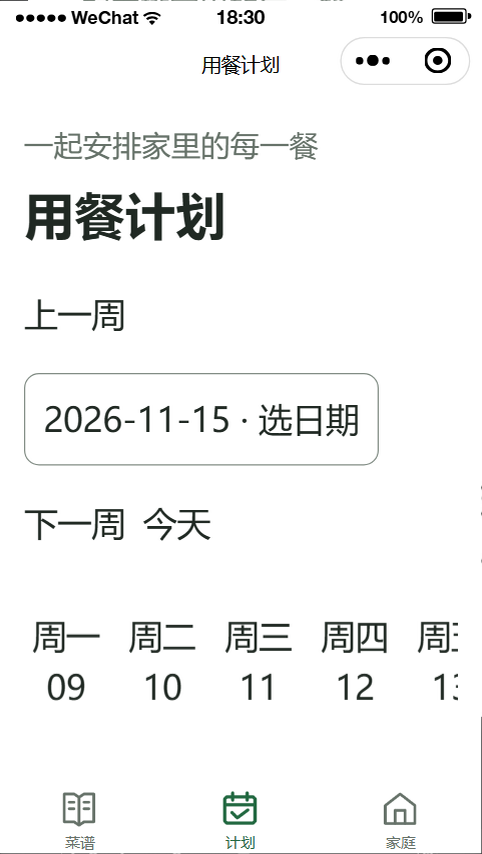 WeChat 18:30 100%
用餐计划
一起安排家里的每一餐
用餐计划
上一周
2026-11-15 · 选日期
下一周 今天
周一 周二 周三 周四 周
09 10 11 12 1
菜谱 计划 家庭